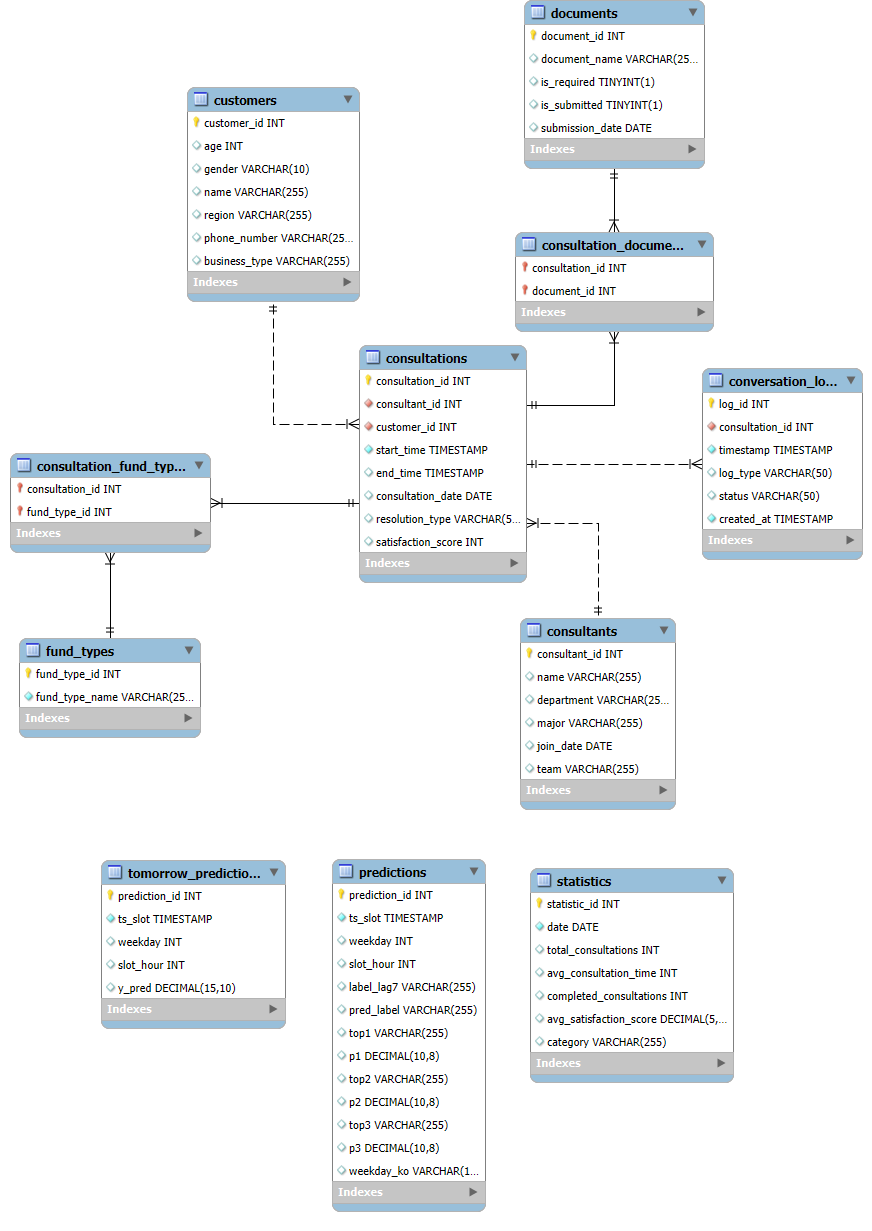 documents
document_id INT
document_name VARCHAR(25...
is_required TINYINT(1)
is_submitted TINYINT(1)
submission_date DATE
Indexes
customers
customer_id INT
age INT
gender VARCHAR(10)
name VARCHAR(255)
region VARCHAR(255)
phone_number VARCHAR(25...
business_type VARCHAR(255)
Indexes
consultation_docume...
consultation_id INT
document_id INT
Indexes
consultations
consultation_id INT
consultant_id INT
customer_id INT
start_time TIMESTAMP
end_time TIMESTAMP
consultation_date DATE
resolution_type VARCHAR(5...
satisfaction_score INT
Indexes
conversation_lo...
log_id INT
consultation_id INT
timestamp TIMESTAMP
log_type VARCHAR(50)
status VARCHAR(50)
created_at TIMESTAMP
Indexes
consultation_fund_typ...
consultation_id INT
fund_type_id INT
Indexes
fund_types
fund_type_id INT
fund_type_name VARCHAR(25...
Indexes
consultants
consultant_id INT
name VARCHAR(255)
department VARCHAR(25...
major VARCHAR(255)
join_date DATE
team VARCHAR(255)
Indexes
tomorrow_predictio...
prediction_id INT
ts_slot TIMESTAMP
weekday INT
slot_hour INT
y_pred DECIMAL(15,10)
Indexes
predictions
prediction_id INT
ts_slot TIMESTAMP
weekday INT
slot_hour INT
label_lag7 VARCHAR(255)
pred_label VARCHAR(255)
top1 VARCHAR(255)
p1 DECIMAL(10,8)
top2 VARCHAR(255)
p2 DECIMAL(10,8)
top3 VARCHAR(255)
p3 DECIMAL(10,8)
weekday_ko VARCHAR(1...
Indexes
statistics
statistic_id INT
date DATE
total_consultations INT
avg_consultation_time INT
completed_consultations INT
avg_satisfaction_score DECIMAL(5,...
category VARCHAR(255)
Indexes